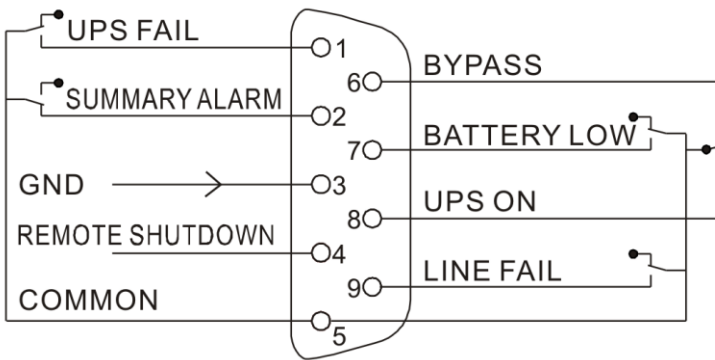 UPS FAIL
1
SUMMARY ALARM
2
GND
3
REMOTE SHUTDOWN
4
COMMON
5
BYPASS
6
BATTERY LOW
7
UPS ON
8
LINE FAIL
9